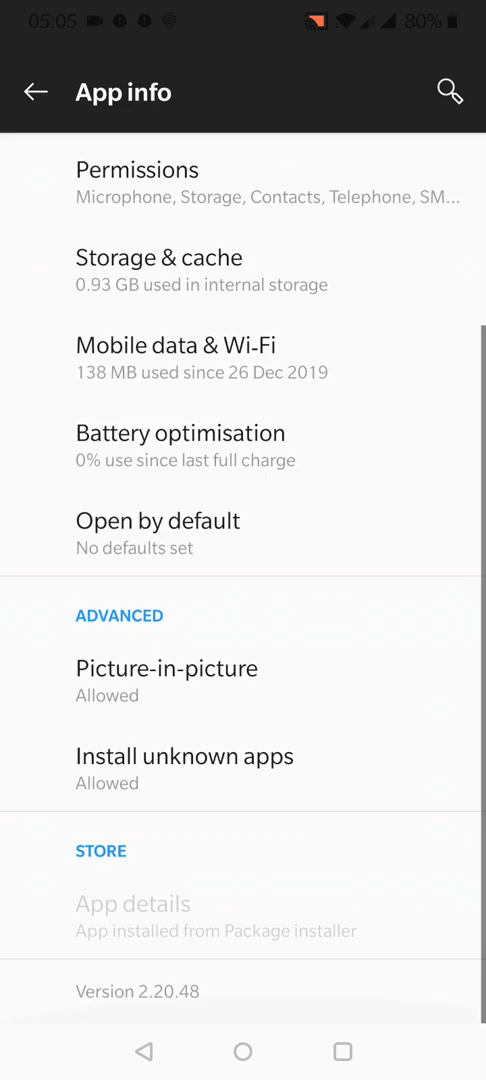 05:05
80%
App info
Permissions
Microphone, Storage, Contacts, Telephone, SM...
Storage & cache
0.93 GB used in internal storage
Mobile data & Wi-Fi
138 MB used since 26 Dec 2019
Battery optimisation
0% use since last full charge
Open by default
No defaults set
ADVANCED
Picture-in-picture
Allowed
Install unknown apps
Allowed
STORE
App details
App installed from Package installer
Version 2.20.48